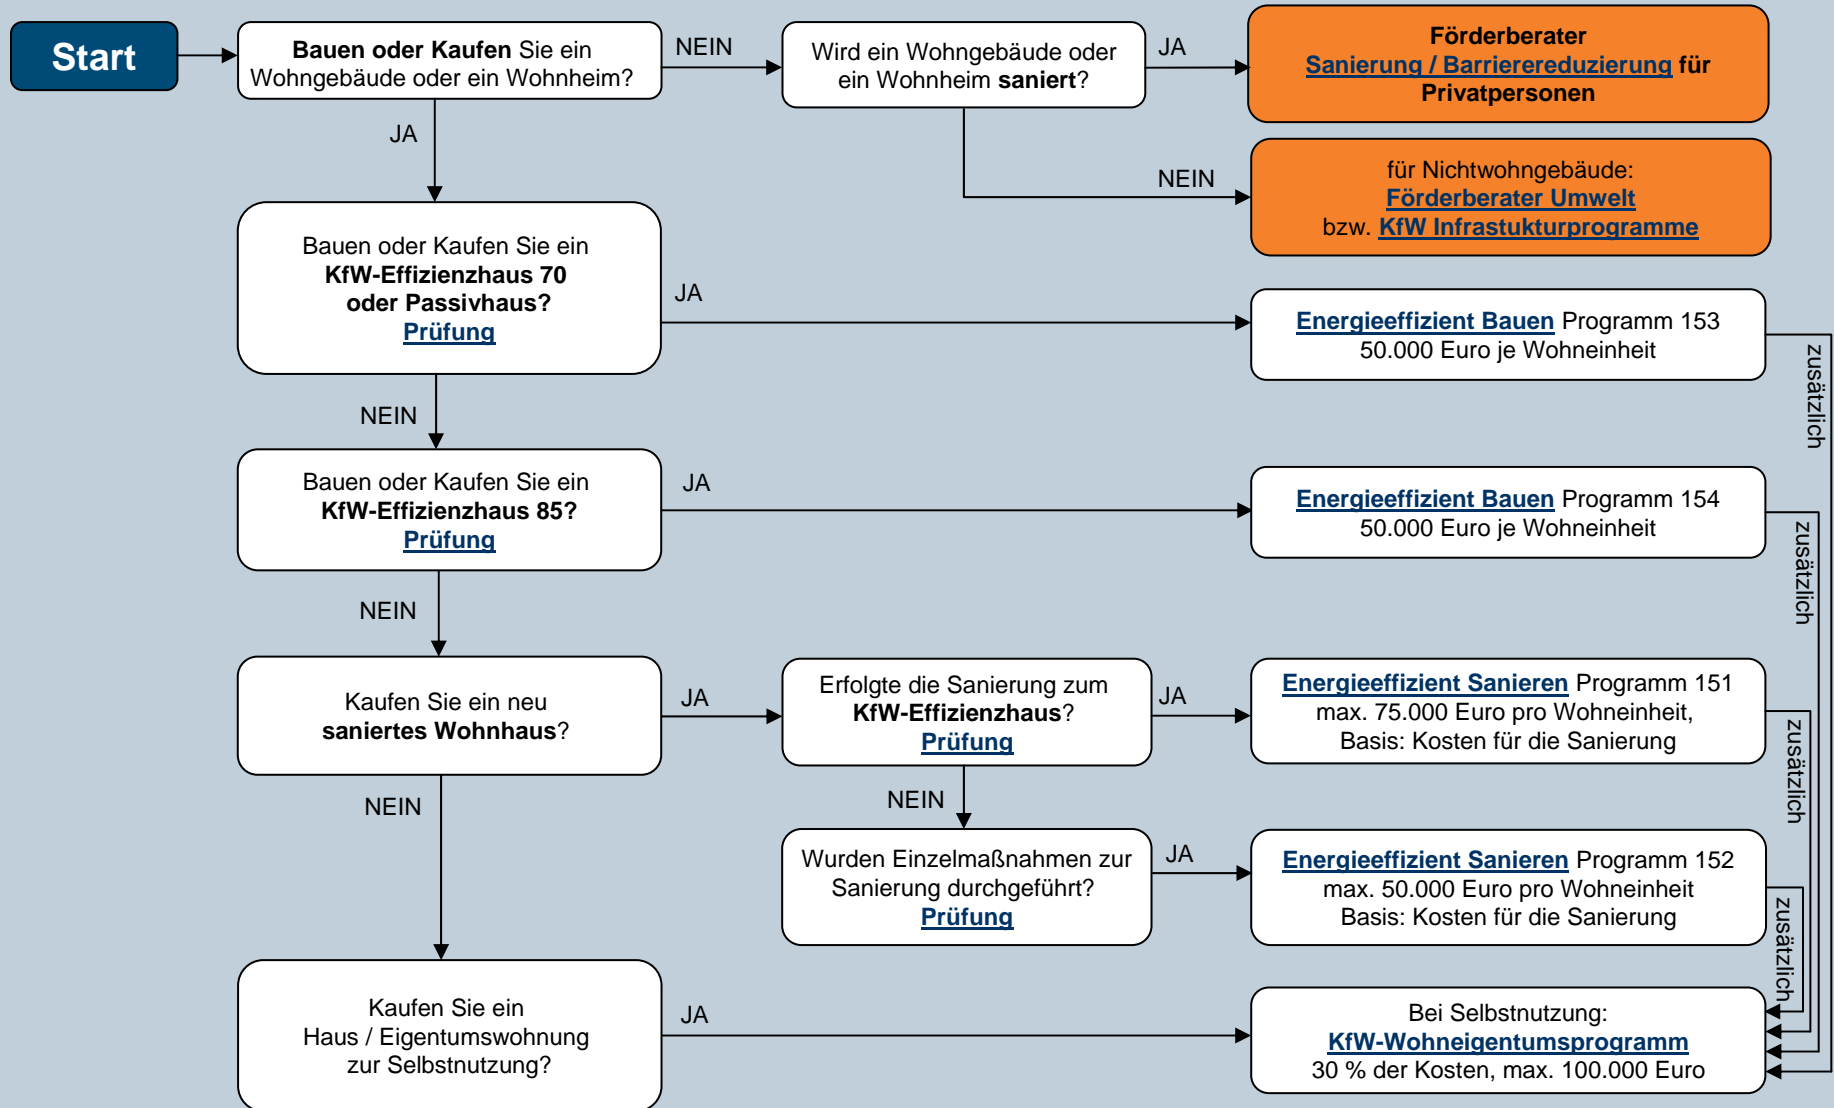 Start
Bauen oder Kaufen Sie ein
Wohngebäude oder ein Wohnheim?
NEIN
Wird ein Wohngebäude oder
ein Wohnheim saniert?
JA
Förderberater
Sanierung / Barrierereduzierung für
Privatpersonen
JA
NEIN
für Nichtwohngebäude:
Förderberater Umwelt
bzw. KfW Infrastukturprogramme
Bauen oder Kaufen Sie ein
KfW-Effizienzhaus 70
oder Passivhaus?
Prüfung
JA
Energieeffizient Bauen Programm 153
50.000 Euro je Wohneinheit
zusätzlich
NEIN
Bauen oder Kaufen Sie ein
KfW-Effizienzhaus 85?
Prüfung
JA
Energieeffizient Bauen Programm 154
50.000 Euro je Wohneinheit
zusätzlich
NEIN
Kaufen Sie ein neu
saniertes Wohnhaus?
JA
Erfolgte die Sanierung zum
KfW-Effizienzhaus?
Prüfung
JA
Energieeffizient Sanieren Programm 151
max. 75.000 Euro pro Wohneinheit,
Basis: Kosten für die Sanierung
zusätzlich
NEIN
NEIN
Wurden Einzelmaßnahmen zur
Sanierung durchgeführt?
Prüfung
JA
Energieeffizient Sanieren Programm 152
max. 50.000 Euro pro Wohneinheit
Basis: Kosten für die Sanierung
zusätzlich
Kaufen Sie ein
Haus / Eigentumswohnung
zur Selbstnutzung?
JA
Bei Selbstnutzung:
KfW-Wohneigentumsprogramm
30 % der Kosten, max. 100.000 Euro